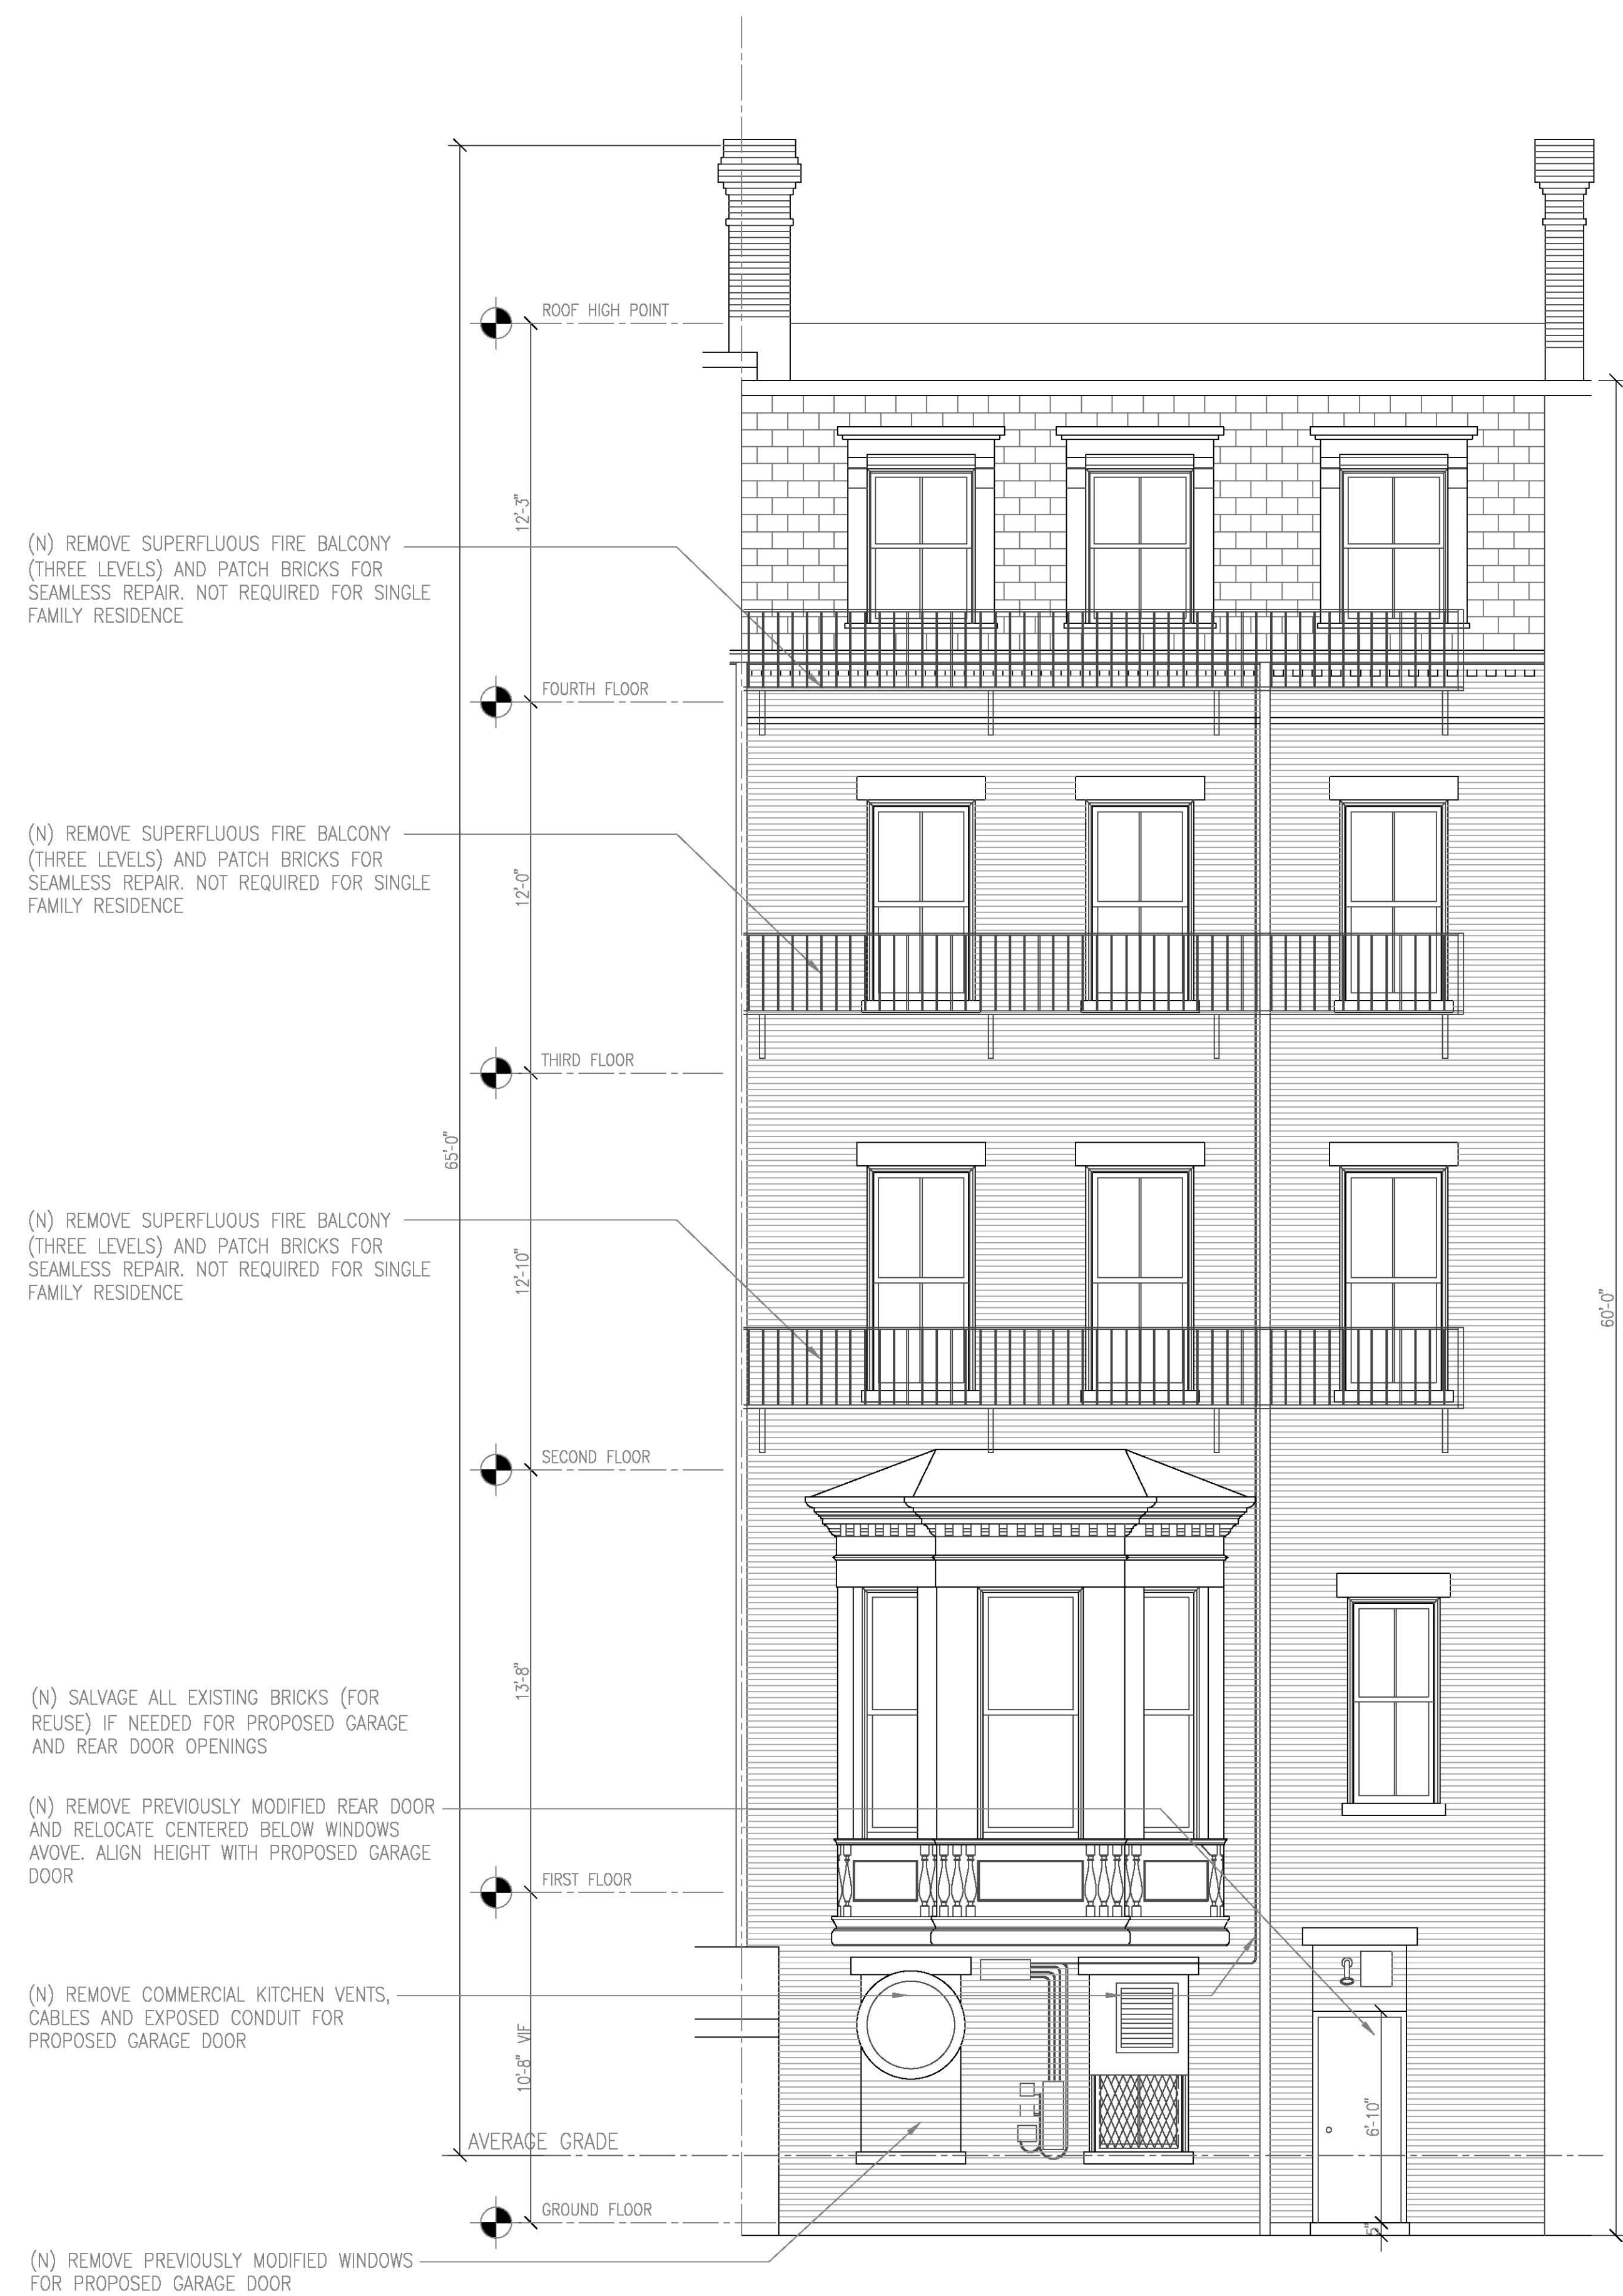 ROOF HIGH POINT
12'-3"
(N) REMOVE SUPERFLUOUS FIRE BALCONY
(THREE LEVELS) AND PATCH BRICKS FOR
SEAMLESS REPAIR. NOT REQUIRED FOR SINGLE
FAMILY RESIDENCE
FOURTH FLOOR
(N) REMOVE SUPERFLUOUS FIRE BALCONY
(THREE LEVELS) AND PATCH BRICKS FOR
SEAMLESS REPAIR. NOT REQUIRED FOR SINGLE
FAMILY RESIDENCE
12'-0"
THIRD FLOOR
65'-0"
(N) REMOVE SUPERFLUOUS FIRE BALCONY
(THREE LEVELS) AND PATCH BRICKS FOR
SEAMLESS REPAIR. NOT REQUIRED FOR SINGLE
FAMILY RESIDENCE
12'-10"
60'-0"
SECOND FLOOR
13'-8"
(N) SALVAGE ALL EXISTING BRICKS (FOR
REUSE) IF NEEDED FOR PROPOSED GARAGE
AND REAR DOOR OPENINGS
(N) REMOVE PREVIOUSLY MODIFIED REAR DOOR
AND RELOCATE CENTERED BELOW WINDOWS
AVOVE. ALIGN HEIGHT WITH PROPOSED GARAGE
DOOR
FIRST FLOOR
(N) REMOVE COMMERCIAL KITCHEN VENTS,
CABLES AND EXPOSED CONDUIT FOR
PROPOSED GARAGE DOOR
10'-8" VIF
6'-10"
AVERAGE GRADE
GROUND FLOOR
5"
(N) REMOVE PREVIOUSLY MODIFIED WINDOWS
FOR PROPOSED GARAGE DOOR